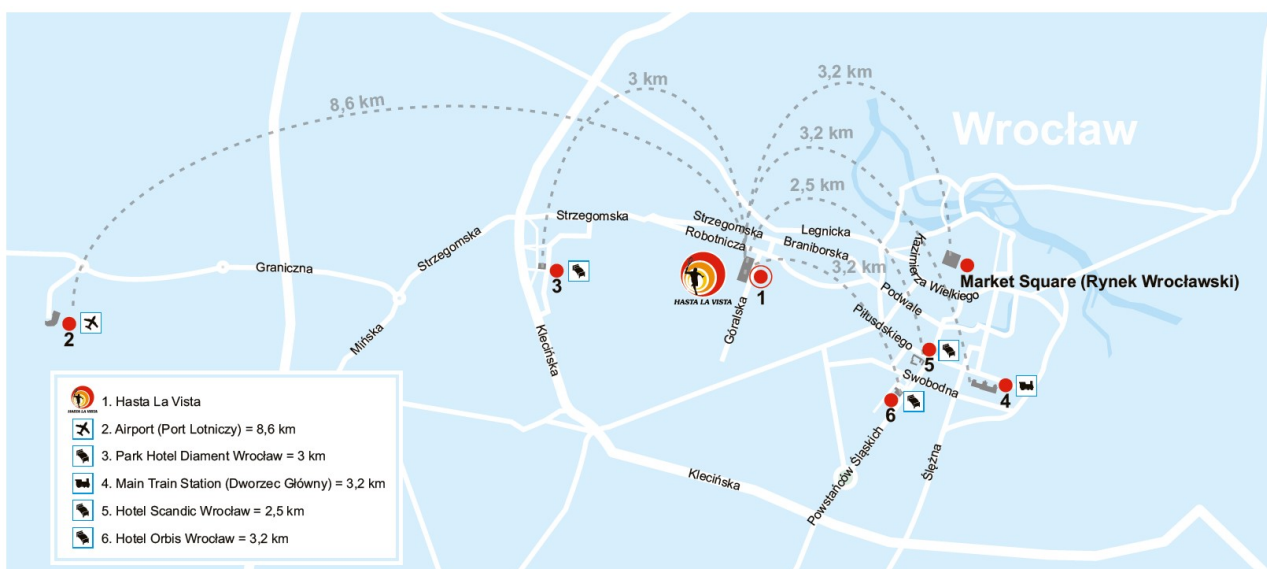 3 km
3,2 km
8,6 km
Wrocław
3,2 km
2,5 km
Strzegomska
Strzegomska
Legnicka
Robotnicza
Braniborska
Strzegomska
Kazimierza Wielkiego
Graniczna
3,2 km
Market Square (Rynek Wrocławski)
3
1
HASTA LA VISTA
Podwale
Góralska
Piłusdskiego
2
Mińska
Klecińska
5
Swobodna
4
6
Klecińska
Powstańców Śląskich
Ślężna
HASTA LA VISTA
1. Hasta La Vista
2. Airport (Port Lotniczy) = 8,6 km
3. Park Hotel Diament Wrocław = 3 km
4. Main Train Station (Dworzec Główny) = 3,2 km
5. Hotel Scandic Wrocław = 2,5 km
6. Hotel Orbis Wrocław = 3,2 km